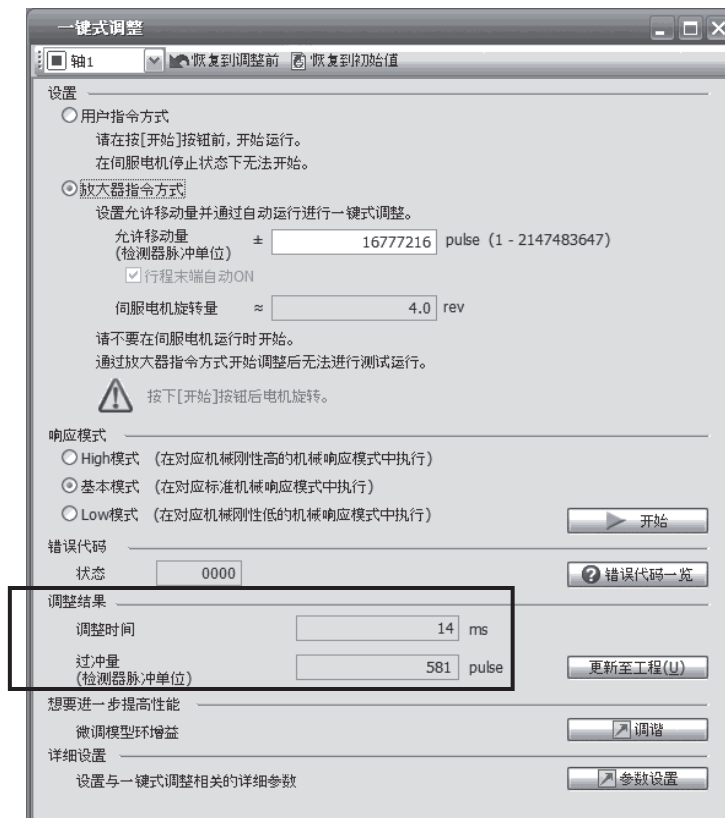 一键式调整
轴1 恢复到调整前 恢复到初始值
设置
用户指令方式
请在按[开始]按钮前,开始运行。
在伺服电机停止状态下无法开始。
放大器指令方式
设置允许移动量并通过自动运行进行一键式调整。
允许移动量
(检测器脉冲单位)
± 16777216 pulse (1 - 2147483647)
行程末端自动ON
伺服电机旋转量 ≈ 4.0 rev
请不要在伺服电机运行时开始。
通过放大器指令方式开始调整后无法进行测试运行。
按下[开始]按钮后电机旋转。
响应模式
High模式 (在对应机械刚性高的机械响应模式中执行)
基本模式 (在对应标准机械响应模式中执行)
Low模式 (在对应机械刚性低的机械响应模式中执行)
开始
错误代码
状态 0000
错误代码一览
调整结果
调整时间 14 ms
过冲量
(检测器脉冲单位)
581 pulse
更新至工程(U)
想要进一步提高性能
微调模型环增益
调谐
详细设置
设置与一键式调整相关的详细参数
参数设置